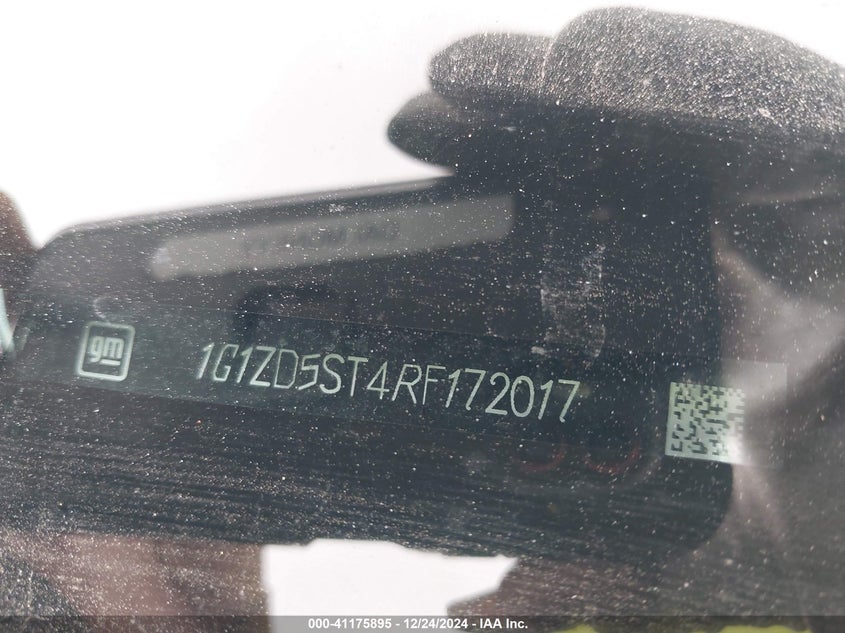 gm 1G1ZD5ST4RF172017
000-41175895 - 12/24/2024 - IAA Inc.